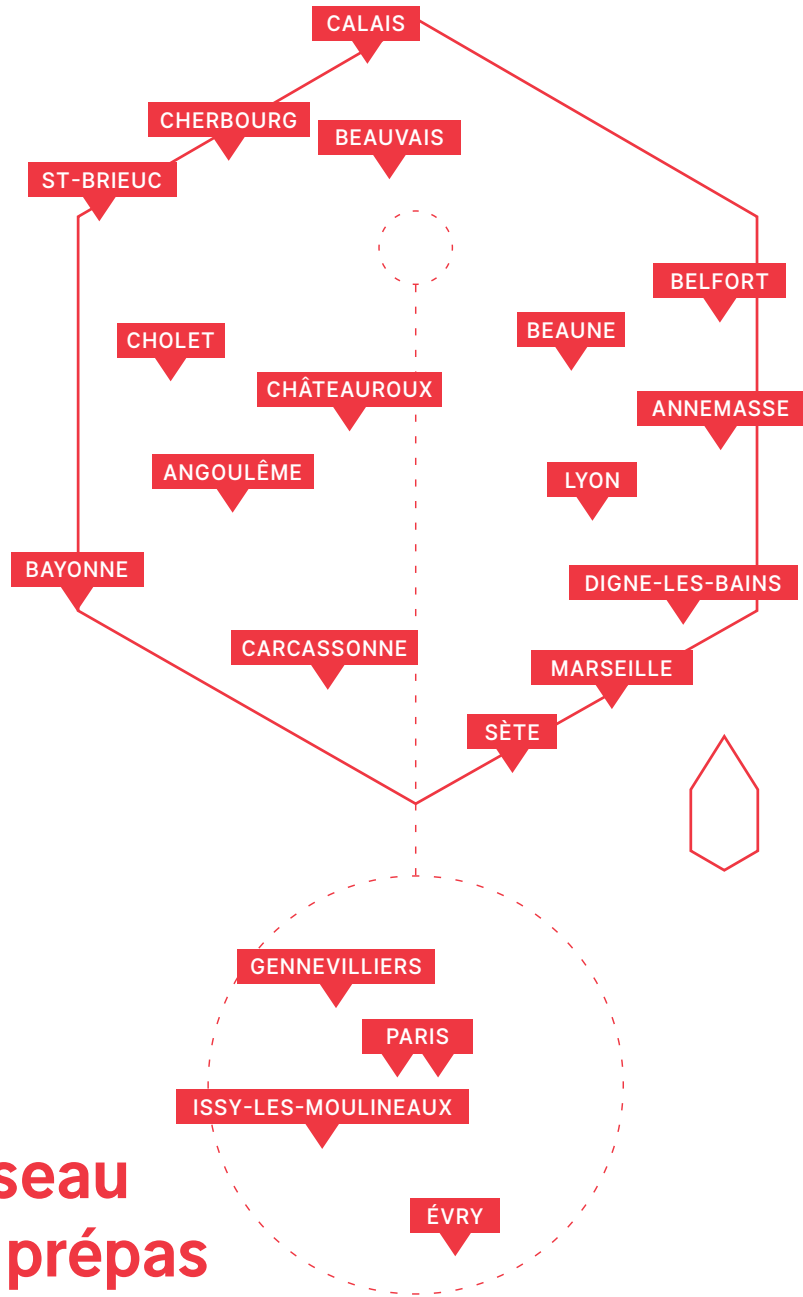 CALAIS
CHERBOURG
BEAUVAIS
ST-BRIEUC
BELFORT
BEAUNE
CHOLET
CHÂTEAUROUX
ANNEMASSE
ANGOULÊME
LYON
BAYONNE
DIGNE-LES-BAINS
CARCASSONNE
MARSEILLE
SÈTE
GENNEVILLIERS
PARIS
ISSY-LES-MOULINEAUX
seau
prépas
ÉVRY